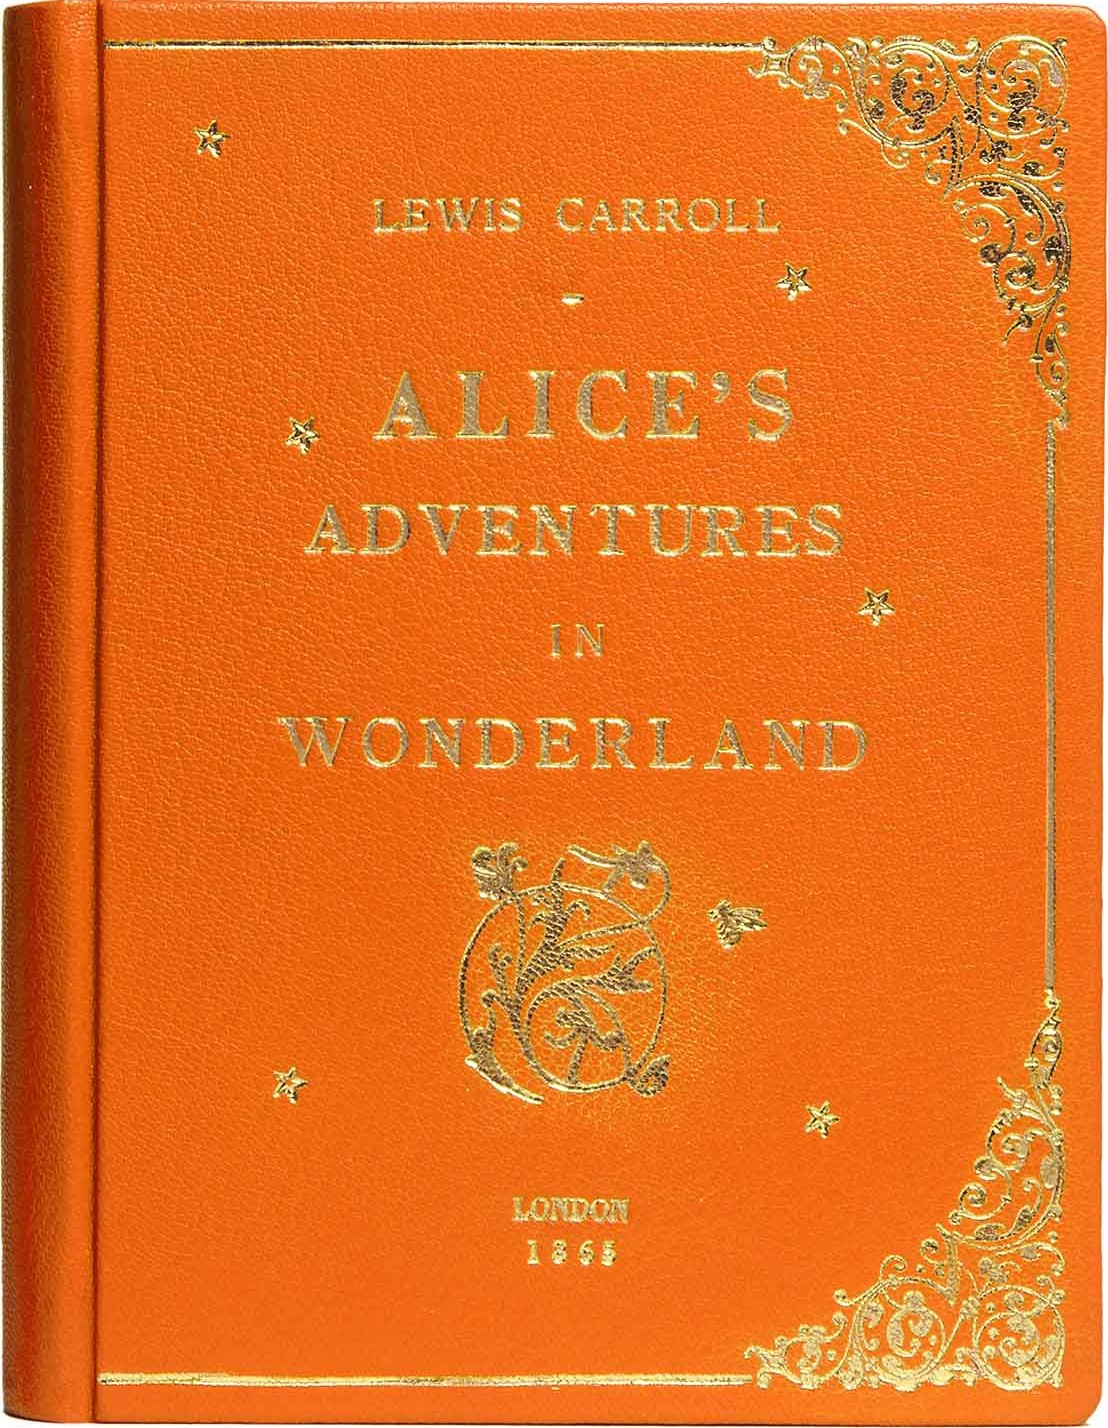 LEWIS CARROLL
-
ALICE'S
ADVENTURES
IN
WONDERLAND
LONDON
1865